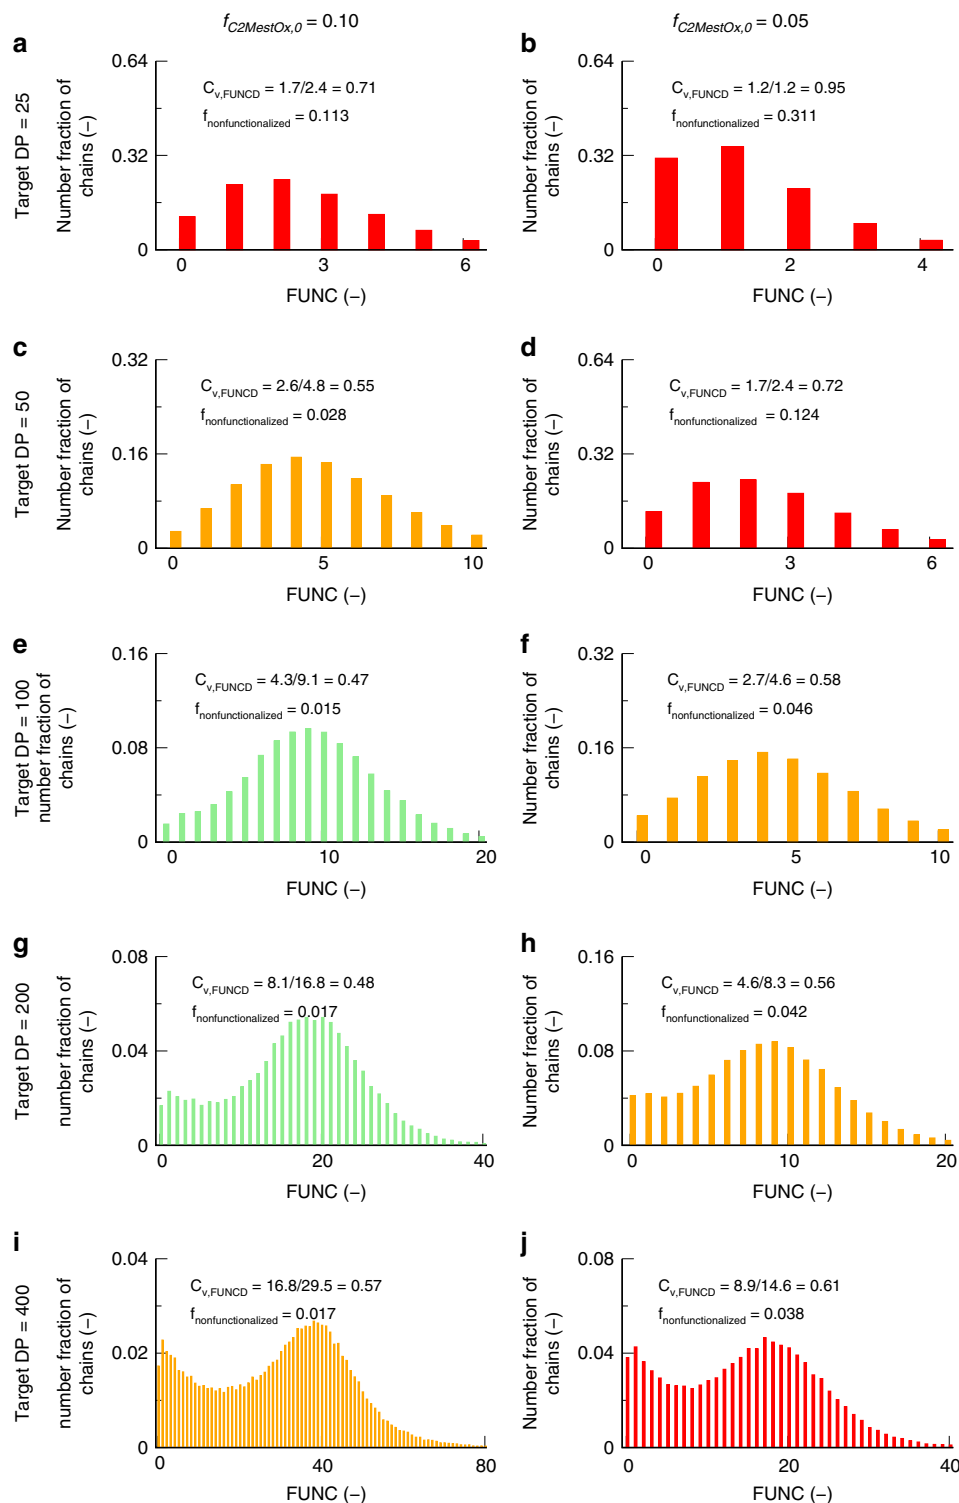 f_C2MestOx,0 = 0.10
f_C2MestOx,0 = 0.05
a
Target DP = 25
Number fraction of
chains (–)
0.64
0.32
0
C_v,FUNCD = 1.7/2.4 = 0.71
f_nonfunctionalized = 0.113
0 3 6
FUNC (–)
b
Number fraction of
chains (–)
0.64
0.32
0
C_v,FUNCD = 1.2/1.2 = 0.95
f_nonfunctionalized = 0.311
0 2 4
FUNC (–)
c
Target DP = 50
Number fraction of
chains (–)
0.32
0.16
0
C_v,FUNCD = 2.6/4.8 = 0.55
f_nonfunctionalized = 0.028
0 5 10
FUNC (–)
d
Number fraction of
chains (–)
0.64
0.32
0
C_v,FUNCD = 1.7/2.4 = 0.72
f_nonfunctionalized = 0.124
0 3 6
FUNC (–)
e
Target DP = 100
number fraction of
chains (–)
0.16
0.08
0
C_v,FUNCD = 4.3/9.1 = 0.47
f_nonfunctionalized = 0.015
0 10 20
FUNC (–)
f
Number fraction of
chains (–)
0.32
0.16
0
C_v,FUNCD = 2.7/4.6 = 0.58
f_nonfunctionalized = 0.046
0 5 10
FUNC (–)
g
Target DP = 200
number fraction of
chains (–)
0.08
0.04
0
C_v,FUNCD = 8.1/16.8 = 0.48
f_nonfunctionalized = 0.017
0 20 40
FUNC (–)
h
Number fraction of
chains (–)
0.16
0.08
0
C_v,FUNCD = 4.6/8.3 = 0.56
f_nonfunctionalized = 0.042
0 10 20
FUNC (–)
i
Target DP = 400
number fraction of
chains (–)
0.04
0.02
0
C_v,FUNCD = 16.8/29.5 = 0.57
f_nonfunctionalized = 0.017
0 40 80
FUNC (–)
j
Number fraction of
chains (–)
0.08
0.04
0
C_v,FUNCD = 8.9/14.6 = 0.61
f_nonfunctionalized = 0.038
0 20 40
FUNC (–)